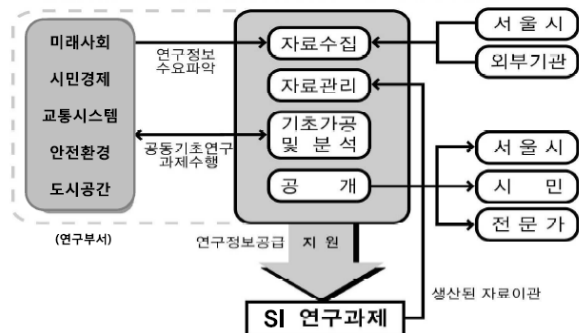 미래사회
시민경제
교통시스템
안전환경
도시공간
(연구부서)
연구정보
수요파악
공동기초연구
과제수행
자료수집
자료관리
기초가공
및 분석
공 개
서 울 시
외부기관
서 울 시
시 민
전 문 가
연구정보공급
지 원
생산된 자료이관
SI 연구과제